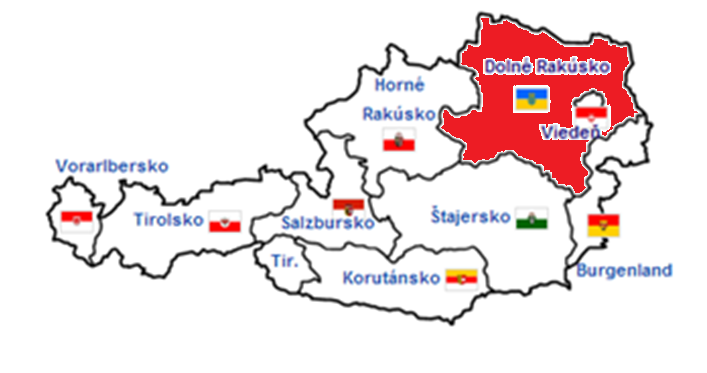 Dolné Rakúsko
Horné
Rakúsko
Viedeň
Vorarlbersko
Tirolsko
Salzbursko
Štajersko
Tir.
Korutánsko
Burgenland